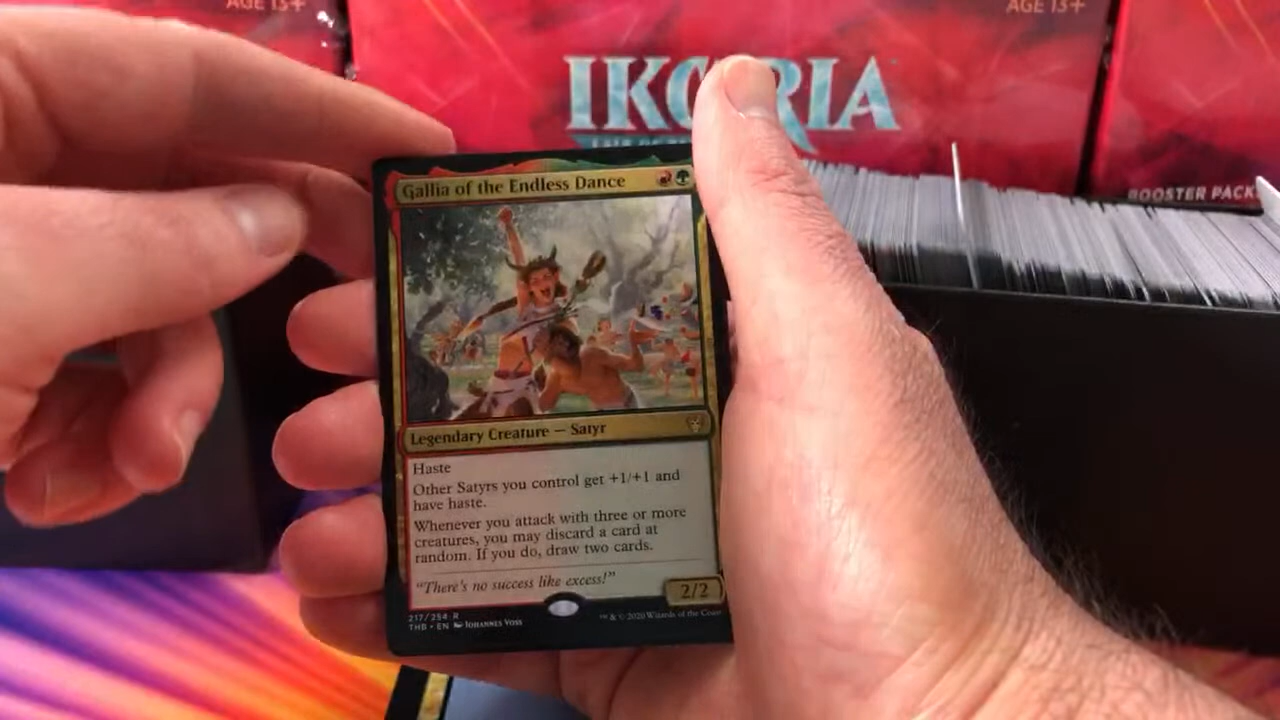 AGE 13+
AGE 13+
IKORIA
BOOSTER PACK
Gallia of the Endless Dance
Legendary Creature — Satyr
Haste
Other Satyrs you control get +1/+1 and
have haste.
Whenever you attack with three or more
creatures, you may discard a card at
random. If you do, draw two cards.
"There's no success like excess!"
2/2
217/254 R
THB • EN Johannes Voss
™ & © 2020 Wizards of the Coast